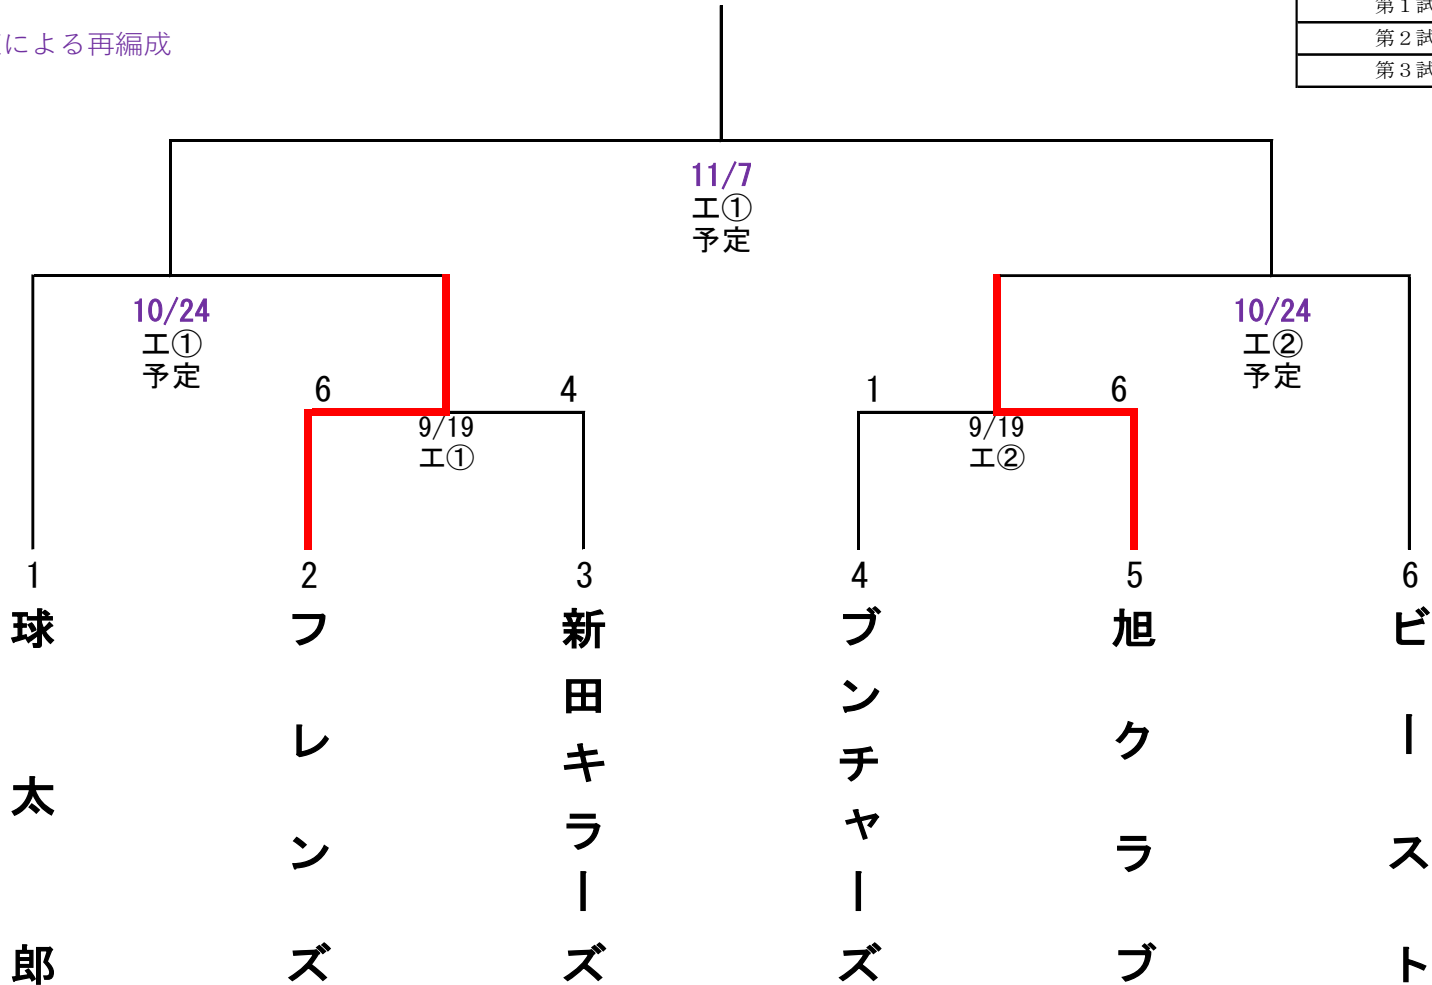 による再編成
第１試
第２試
第３試
11/7
エ①
予定
10/24
エ①
予定
10/24
エ②
予定
6
4
1
6
9/19
エ①
9/19
エ②
1
2
3
4
5
6
球太郎
フレンズ
新田キラーズ
ブンチャーズ
旭クラブ
ビースト